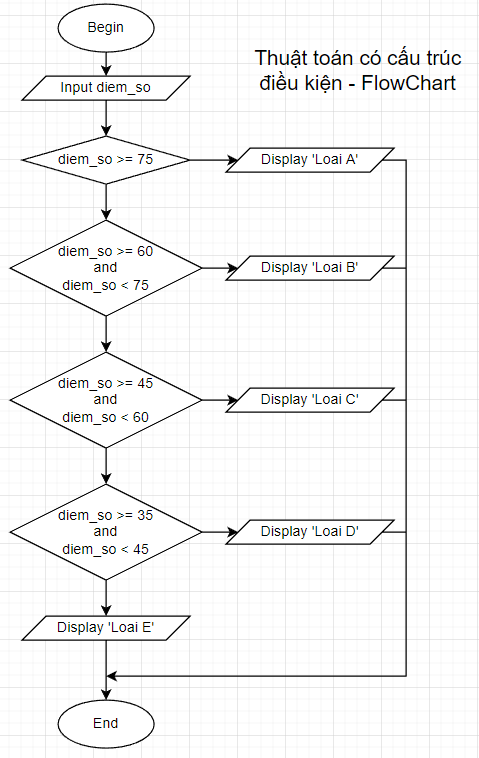 Begin
Thuật toán có cấu trúc
điều kiện - FlowChart
Input diem_so
diem_so >= 75
Display 'Loai A'
diem_so >= 60
and
diem_so < 75
Display 'Loai B'
diem_so >= 45
and
diem_so < 60
Display 'Loai C'
diem_so >= 35
and
diem_so < 45
Display 'Loai D'
Display 'Loai E'
End